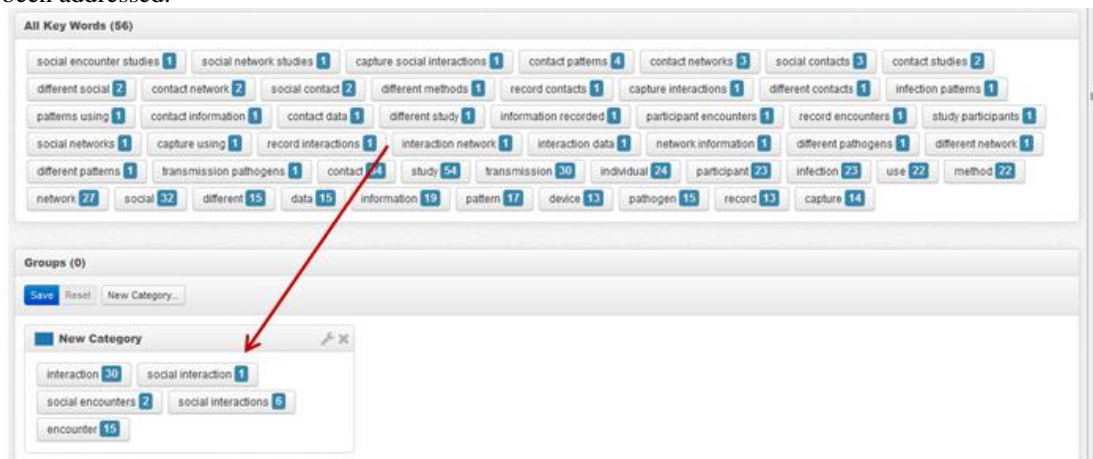 been addressed.
All Key Words (56)
social encounter studies 1 social network studies 1 capture social interactions 1 contact patterns 4 contact networks 3 social contacts 3 contact studies 2
different social 2 contact network 2 social contact 2 different methods 1 record contacts 1 capture interactions 1 different contacts 1 infection patterns 1
patterns using 1 contact information 1 contact data 1 different study 1 information recorded 1 participant encounters 1 record encounters 1 study participants 1
social networks 1 capture using 1 record interactions 1 interaction network 1 interaction data 1 network information 1 different pathogens 1 different network 1
different patterns 1 transmission pathogens 1 contact study 54 transmission 30 individual 24 participant 23 infection 23 use 22 method 22
network 27 social 32 different 15 data 15 information 19 pattern 17 device 13 pathogen 15 record 13 capture 14
Groups (0)
Save Reset New Category...
New Category
interaction 30 social interaction 1
social encounters 2 social interactions 6
encounter 15